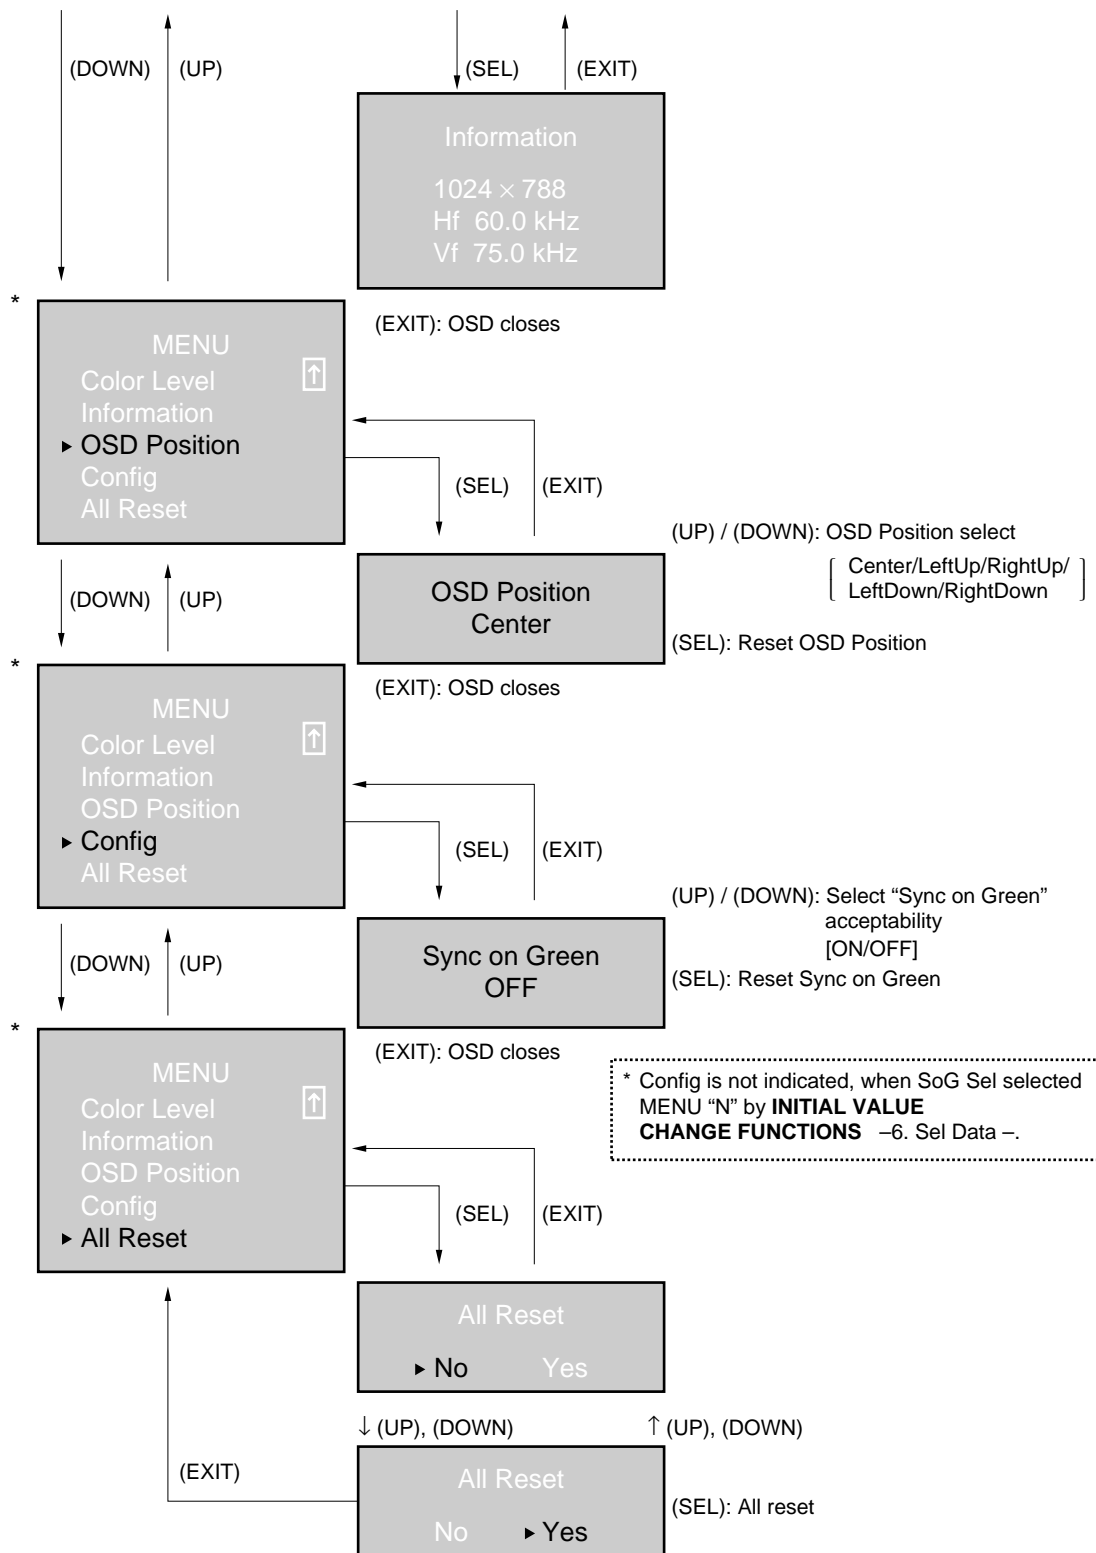 (DOWN) (UP) (SEL) (EXIT)
Information
1024 × 788
Hf 60.0 kHz
Vf 75.0 kHz
(EXIT): OSD closes
*
MENU
Color Level ↑
Information
▸ OSD Position
Config
All Reset
(SEL) (EXIT)
(UP) / (DOWN): OSD Position select
[ Center/LeftUp/RightUp/
LeftDown/RightDown ]
OSD Position
Center
(SEL): Reset OSD Position
(EXIT): OSD closes
(DOWN) (UP)
*
MENU
Color Level ↑
Information
OSD Position
▸ Config
All Reset
(SEL) (EXIT)
(UP) / (DOWN): Select “Sync on Green”
acceptability
[ON/OFF]
Sync on Green
OFF
(SEL): Reset Sync on Green
(EXIT): OSD closes
(DOWN) (UP)
*
MENU
Color Level ↑
Information
OSD Position
Config
▸ All Reset
* Config is not indicated, when SoG Sel selected
MENU “N” by INITIAL VALUE
CHANGE FUNCTIONS –6. Sel Data –.
(SEL) (EXIT)
All Reset
▸ No Yes
↓ (UP), (DOWN) ↑ (UP), (DOWN)
(EXIT)
All Reset
No ▸ Yes
(SEL): All reset